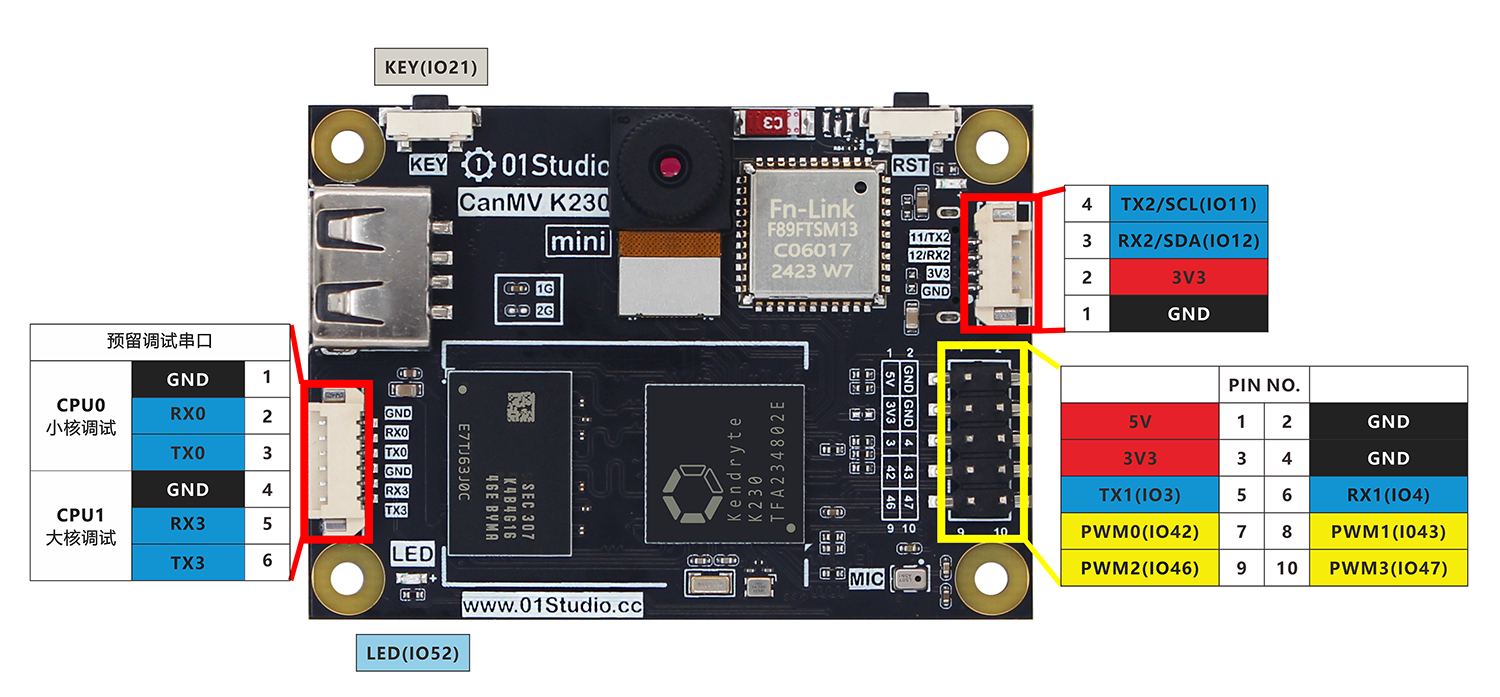 KEY(IO21)
KEY
01Studio
CanMV K230
mini
C3
RST
Fn-Link
F89FTSM13
C06017
2423 W7
11/TX2
12/RX2
3V3
GND
4 TX2/SCL(IO11)
3 RX2/SDA(IO12)
2 3V3
1 GND
1G
2G
预留调试串口
CPU0
小核调试
GND 1
RX0 2
TX0 3
CPU1
大核调试
GND 4
RX3 5
TX3 6
GND
RX0
TX0
GND
RX3
TX3
E7TJ63J0C
SEC 307
K4B4G16
46E BYMA
Kendryte
K230
TFA234802E
1 2
5V GND
3V3 GND
3 4
42 43
46 47
9 10
9 10
PIN NO.
5V 1 2 GND
3V3 3 4 GND
TX1(IO3) 5 6 RX1(IO4)
PWM0(IO42) 7 8 PWM1(I043)
PWM2(IO46) 9 10 PWM3(IO47)
LED
+
MIC
www.01Studio.cc
LED(IO52)